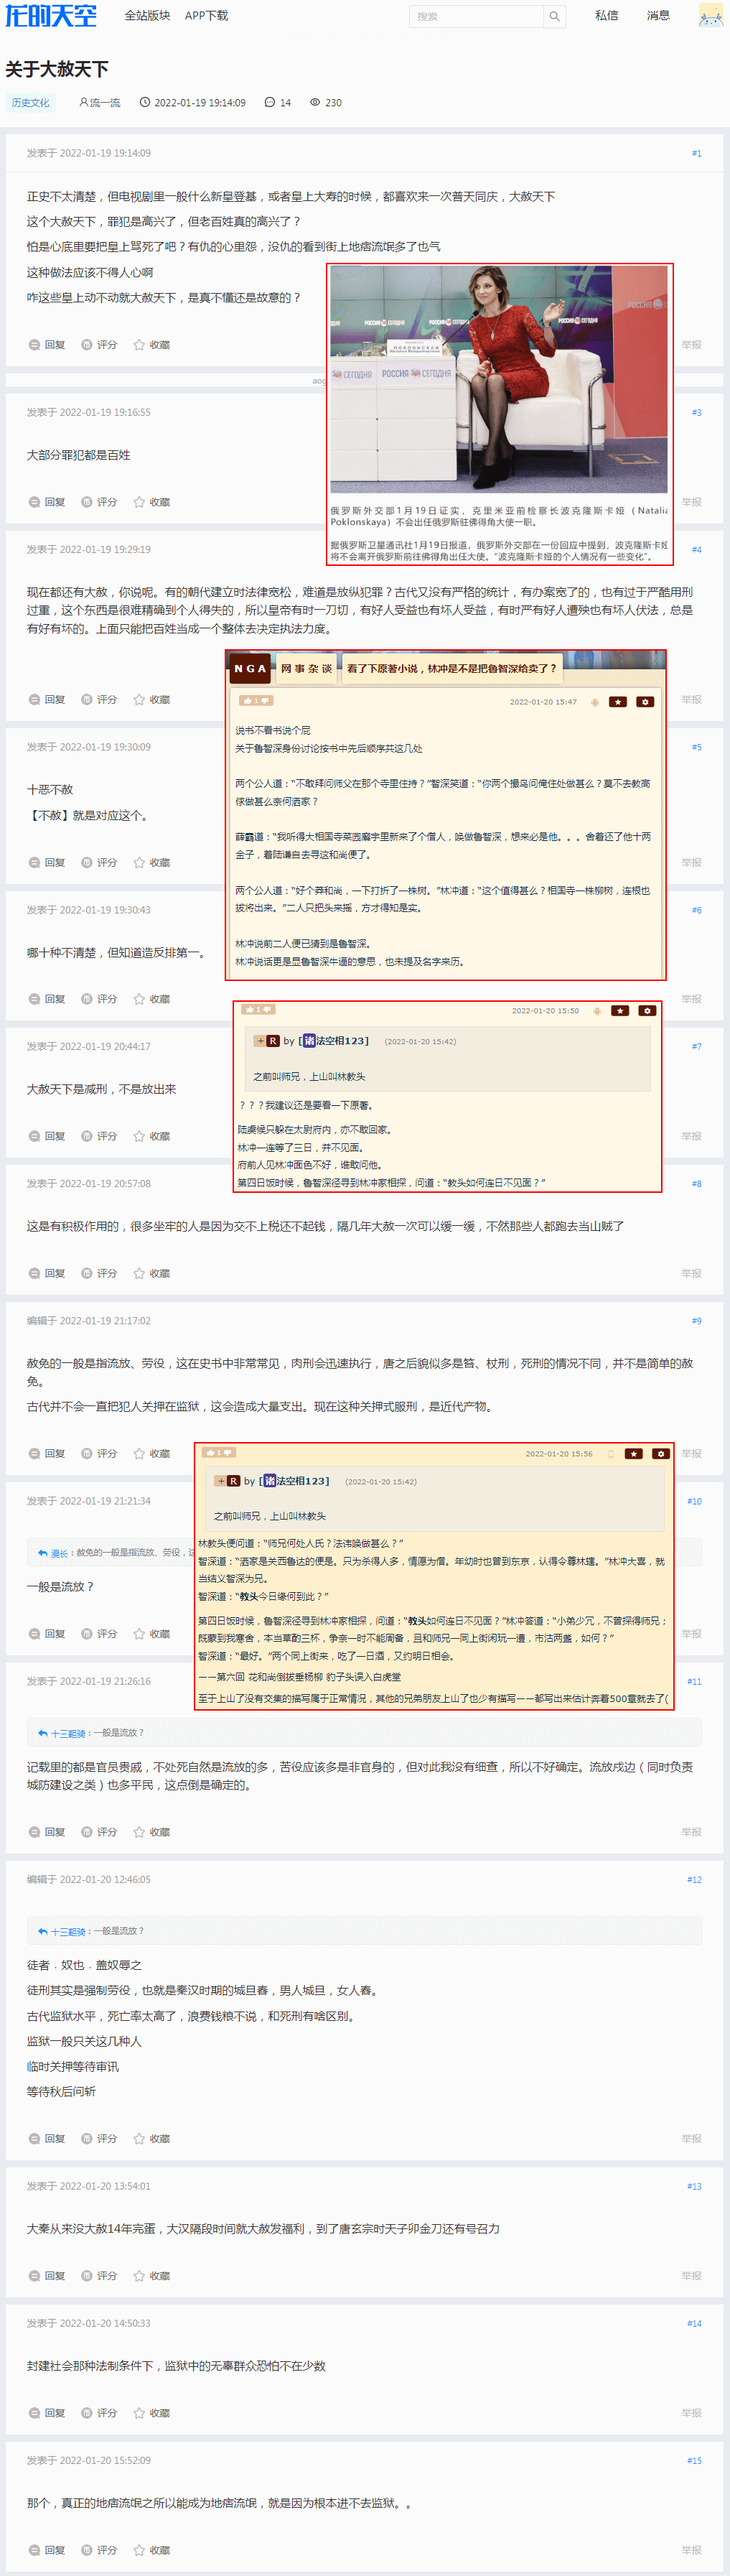 龙的天空
全站版块 APP下载
搜索
私信 消息
关于大赦天下
历史文化 流一流 2022-01-19 19:14:09 14 230
发表于 2022-01-19 19:14:09 #1
正史不太清楚，但电视剧里一般什么新皇登基，或者皇上大寿的时候，都喜欢来一次普天同庆，大赦天下
这个大赦天下，罪犯是高兴了，但老百姓真的高兴了？
怕是心底里要把皇上骂死了吧？有仇的心里怨，没仇的看到街上地痞流氓多了也气
这种做法应该不得人心啊
咋这些皇上动不动就大赦天下，是真不懂还是故意的？
回复 评分 收藏 举报
РОССИЯ СЕГОДНЯ
ПОКЛОНСКАЯ
СЕГОДНЯ РОССИЯ СЕГОДНЯ
俄罗斯外交部1月19日证实，克里米亚前检察长波克隆斯卡娅（Natalia
Poklonskaya）不会出任俄罗斯驻佛得角大使一职。
据俄罗斯卫星通讯社1月19日报道，俄罗斯外交部在一份回应中提到，波克隆斯卡娅
将不会离开俄罗斯前往佛得角出任大使。“波克隆斯卡娅的个人情况有一些变化”。
aog
发表于 2022-01-19 19:16:55 #3
大部分罪犯都是百姓
回复 评分 收藏 举报
发表于 2022-01-19 19:29:19 #4
现在都还有大赦，你说呢。有的朝代建立时法律宽松，难道是放纵犯罪？古代又没有严格的统计，有办案宽了的，也有过于严酷用刑
过重，这个东西是很难精确到个人得失的，所以皇帝有时一刀切，有好人受益也有坏人受益，有时严有好人遭殃也有坏人伏法，总是
有好有坏的。上面只能把百姓当成一个整体去决定执法力度。
回复 评分 收藏 举报
NGA 网事杂谈 看了下原著小说，林冲是不是把鲁智深给卖了？
1 2022-01-20 15:47
说书不看书说个屁
关于鲁智深身份讨论按书中先后顺序共这几处
两个公人道：“不敢拜问师父在那个寺里住持？”智深笑道：“你两个撮鸟问俺住处做甚么？莫不去教高
俅做甚么奈何洒家？
薛霸道：“我听得大相国寺菜园廨宇里新来了个僧人，唤做鲁智深，想来必是他。。。舍着还了他十两
金子，着陆谦自去寻这和尚便了。
两个公人道：“好个莽和尚，一下打折了一株树。”林冲道：“这个值得甚么？相国寺一株柳树，连根也
拔将出来。”二人只把头来摇，方才得知是实。
林冲说前二人便已猜到是鲁智深。
林冲说话更是显鲁智深牛逼的意思，也未提及名字来历。
发表于 2022-01-19 19:30:09 #5
十恶不赦
【不赦】就是对应这个。
回复 评分 收藏 举报
发表于 2022-01-19 19:30:43 #6
哪十种不清楚，但知道造反排第一。
回复 评分 收藏 举报
1 2022-01-20 15:50
+ R by [诸法空相123] (2022-01-20 15:42)
之前叫师兄，上山叫林教头
？？？我建议还是要看一下原著。
陆虞候只躲在太尉府内，亦不敢回家。
林冲一连等了三日，并不见面。
府前人见林冲面色不好，谁敢问他。
第四日饭时候，鲁智深径寻到林冲家相探，问道：“教头如何连日不见面？”
发表于 2022-01-19 20:44:17 #7
大赦天下是减刑，不是放出来
回复 评分 收藏 举报
发表于 2022-01-19 20:57:08 #8
这是有积极作用的，很多坐牢的人是因为交不上税还不起钱，隔几年大赦一次可以缓一缓，不然那些人都跑去当山贼了
回复 评分 收藏 举报
编辑于 2022-01-19 21:17:02 #9
赦免的一般是指流放、劳役，这在史书中非常常见，肉刑会迅速执行，唐之后貌似多是笞、杖刑，死刑的情况不同，并不是简单的赦
免。
古代并不会一直把犯人关押在监狱，这会造成大量支出。现在这种关押式服刑，是近代产物。
回复 评分 收藏 举报
1 2022-01-20 15:56
+ R by [诸法空相123] (2022-01-20 15:42)
之前叫师兄，上山叫林教头
林教头便问道：“师兄何处人氏？法讳唤做甚么？”
智深道：“洒家是关西鲁达的便是。只为杀得人多，情愿为僧。年幼时也曾到东京，认得令尊林辖。”林冲大喜，就
当结义智深为兄。
智深道：“教头今日缘何到此？”
第四日饭时候，鲁智深径寻到林冲家相探，问道：“教头如何连日不见面？”林冲答道：“小弟少冗，不曾探得师兄；
既蒙到我寒舍，本当草酌三杯，争奈一时不能周备，且和师兄一同上街闲玩一遭，市沽两盏，如何？”
智深道：“最好。”两个同上街来，吃了一日酒，又约明日相会。
——第六回 花和尚倒拔垂杨柳 豹子头误入白虎堂
至于上山了没有交集的描写属于正常情况，其他的兄弟朋友上山了也少有描写——都写出来估计奔着500章就去了(
发表于 2022-01-19 21:21:34 #10
漫长：赦免的一般是指流放、劳役，这
一般是流放？
回复 评分 收藏 举报
发表于 2022-01-19 21:26:16 #11
十三鞑骑：一般是流放？
记载里的都是官员贵戚，不处死自然是流放的多，苦役应该多是非官身的，但对此我没有细查，所以不好确定。流放戍边（同时负责
城防建设之类）也多平民，这点倒是确定的。
回复 评分 收藏 举报
编辑于 2022-01-20 12:46:05 #12
十三鞑骑：一般是流放？
徒者．奴也．盖奴辱之
徒刑其实是强制劳役，也就是秦汉时期的城旦舂，男人城旦，女人舂。
古代监狱水平，死亡率太高了，浪费钱粮不说，和死刑有啥区别。
监狱一般只关这几种人
临时关押等待审讯
等待秋后问斩
回复 评分 收藏 举报
发表于 2022-01-20 13:54:01 #13
大秦从来没大赦14年完蛋，大汉隔段时间就大赦发福利，到了唐玄宗时天子卯金刀还有号召力
回复 评分 收藏 举报
发表于 2022-01-20 14:50:33 #14
封建社会那种法制条件下，监狱中的无辜群众恐怕不在少数
回复 评分 收藏 举报
发表于 2022-01-20 15:52:09 #15
那个，真正的地痞流氓之所以能成为地痞流氓，就是因为根本进不去监狱。。
回复 评分 收藏 举报